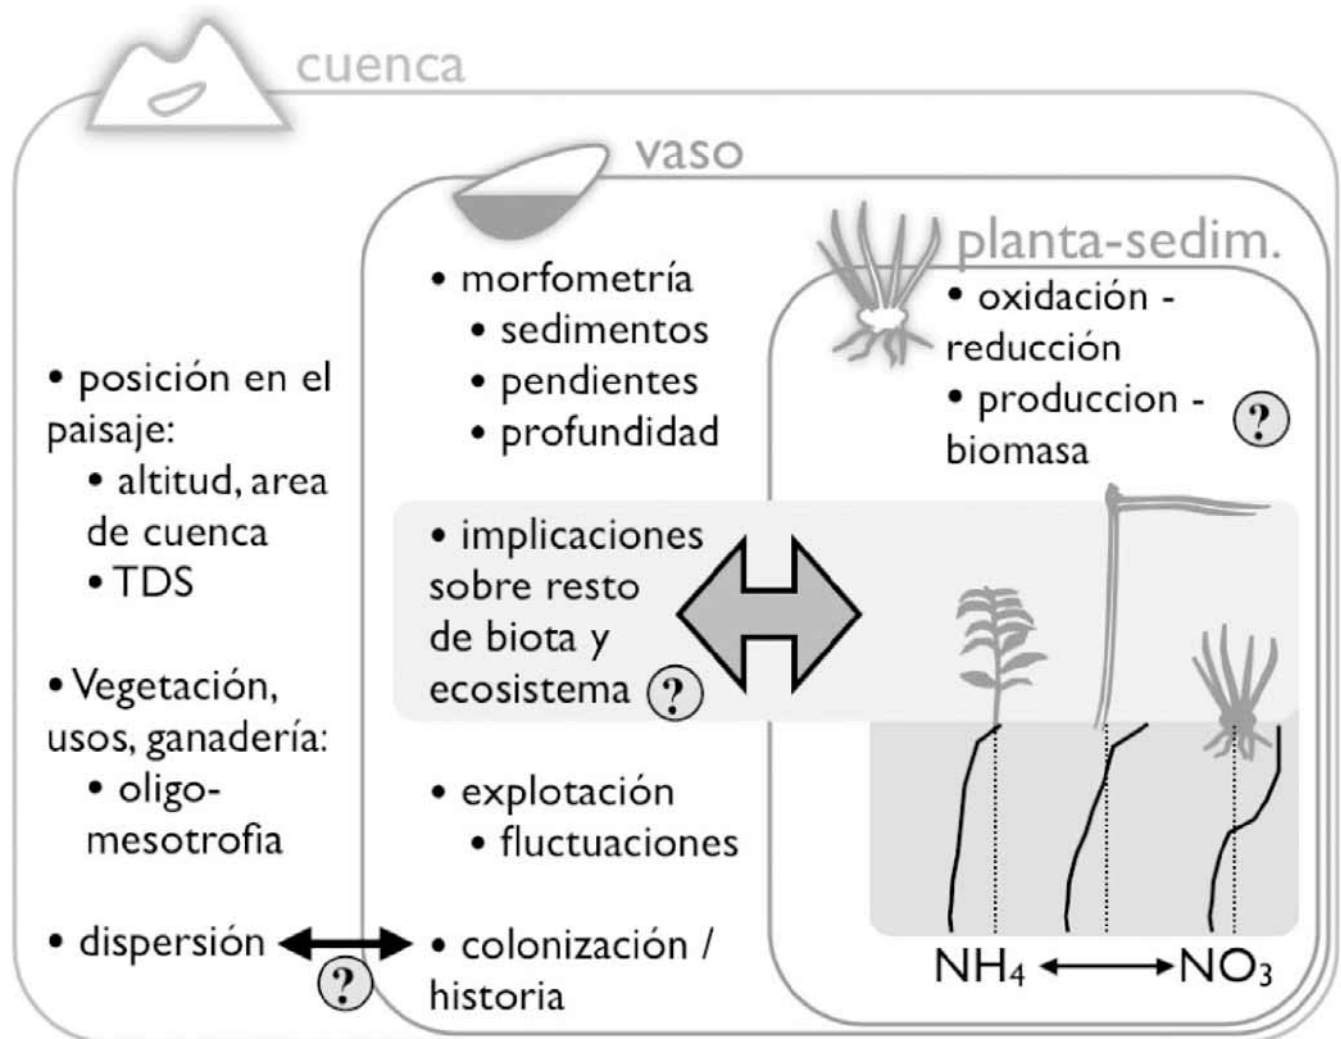 cuenca
• posición en el
paisaje:
• altitud, area
de cuenca
• TDS
• Vegetación,
usos, ganadería:
• oligo-
mesotrofia
• dispersión
?
vaso
• morfometría
• sedimentos
• pendientes
• profundidad
• implicaciones
sobre resto
de biota y
ecosistema ?
• explotación
• fluctuaciones
• colonización /
historia
planta-sedim.
• oxidación -
reducción
• produccion -
biomasa
?
NH₄ NO₃